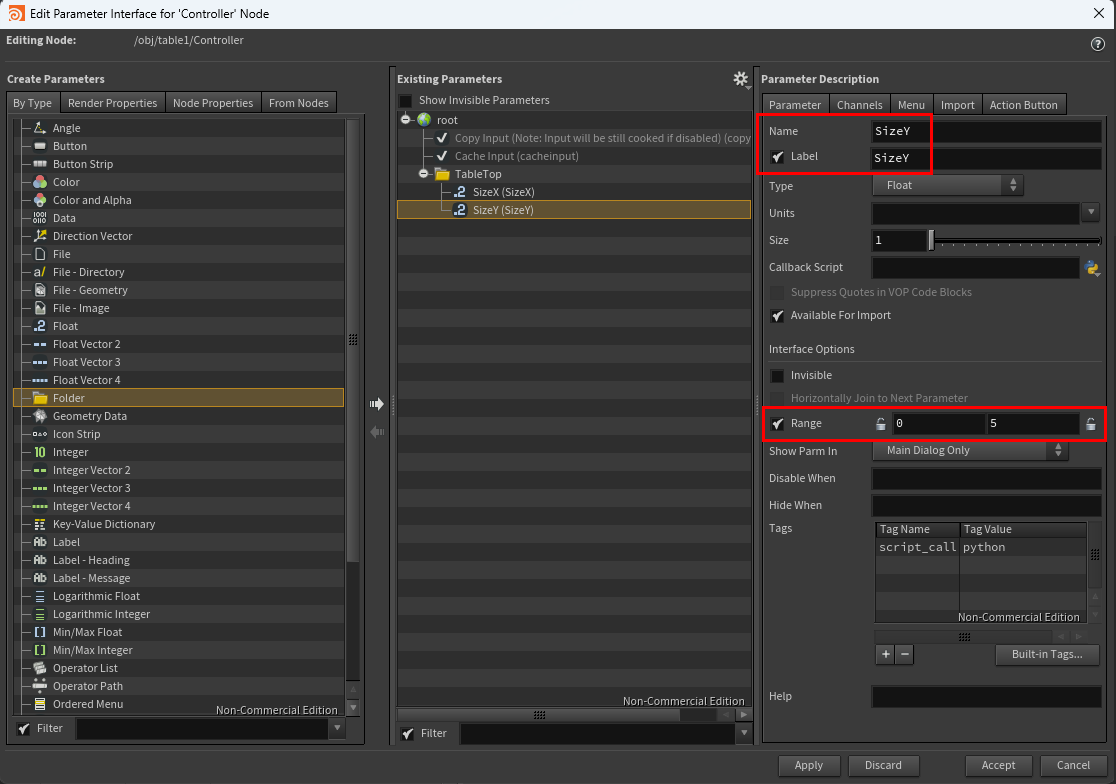 Edit Parameter Interface for 'Controller' Node
Editing Node: /obj/table1/Controller
?
Create Parameters
By Type Render Properties Node Properties From Nodes
Angle
Button
Button Strip
Color
Color and Alpha
Data
Direction Vector
File
File - Directory
File - Geometry
File - Image
Float
Float Vector 2
Float Vector 3
Float Vector 4
Folder
Geometry Data
Icon Strip
Integer
Integer Vector 2
Integer Vector 3
Integer Vector 4
Key-Value Dictionary
Label
Label - Heading
Label - Message
Logarithmic Float
Logarithmic Integer
Min/Max Float
Min/Max Integer
Operator List
Operator Path
Ordered Menu
Non-Commercial Edition
Filter
Existing Parameters
Show Invisible Parameters
root
Copy Input (Note: Input will be still cooked if disabled) (copy
Cache Input (cacheinput)
TableTop
.2 SizeX (SizeX)
.2 SizeY (SizeY)
Non-Commercial Edition
Filter
Parameter Description
Parameter Channels Menu Import Action Button
Name SizeY
Label SizeY
Type Float
Units
Size 1
Callback Script
Suppress Quotes in VOP Code Blocks
Available For Import
Interface Options
Invisible
Horizontally Join to Next Parameter
Range 0 5
Show Parm In Main Dialog Only
Disable When
Hide When
Tags
Tag Name Tag Value
script_call python
Non-Commercial Edition
+ − Built-in Tags...
Help
Apply Discard Accept Cancel